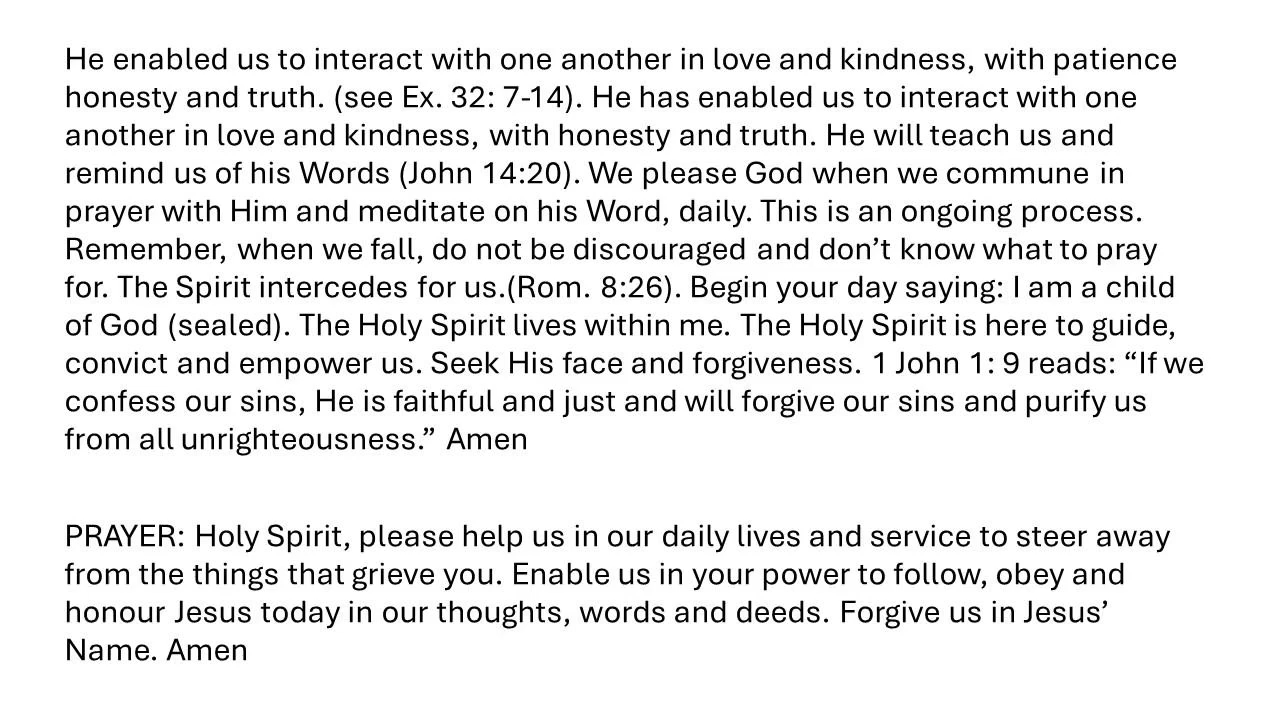 He enabled us to interact with one another in love and kindness, with patience
honesty and truth. (see Ex. 32: 7-14). He has enabled us to interact with one
another in love and kindness, with honesty and truth. He will teach us and
remind us of his Words (John 14:20). We please God when we commune in
prayer with Him and meditate on his Word, daily. This is an ongoing process.
Remember, when we fall, do not be discouraged and don’t know what to pray
for. The Spirit intercedes for us.(Rom. 8:26). Begin your day saying: I am a child
of God (sealed). The Holy Spirit lives within me. The Holy Spirit is here to guide,
convict and empower us. Seek His face and forgiveness. 1 John 1: 9 reads: “If we
confess our sins, He is faithful and just and will forgive our sins and purify us
from all unrighteousness.” Amen
PRAYER: Holy Spirit, please help us in our daily lives and service to steer away
from the things that grieve you. Enable us in your power to follow, obey and
honour Jesus today in our thoughts, words and deeds. Forgive us in Jesus’
Name. Amen